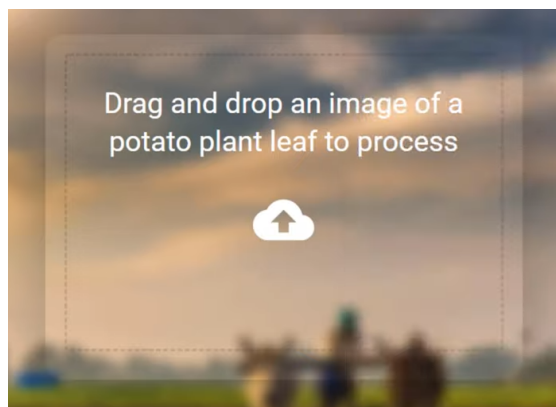 Drag and drop an image of a
potato plant leaf to process